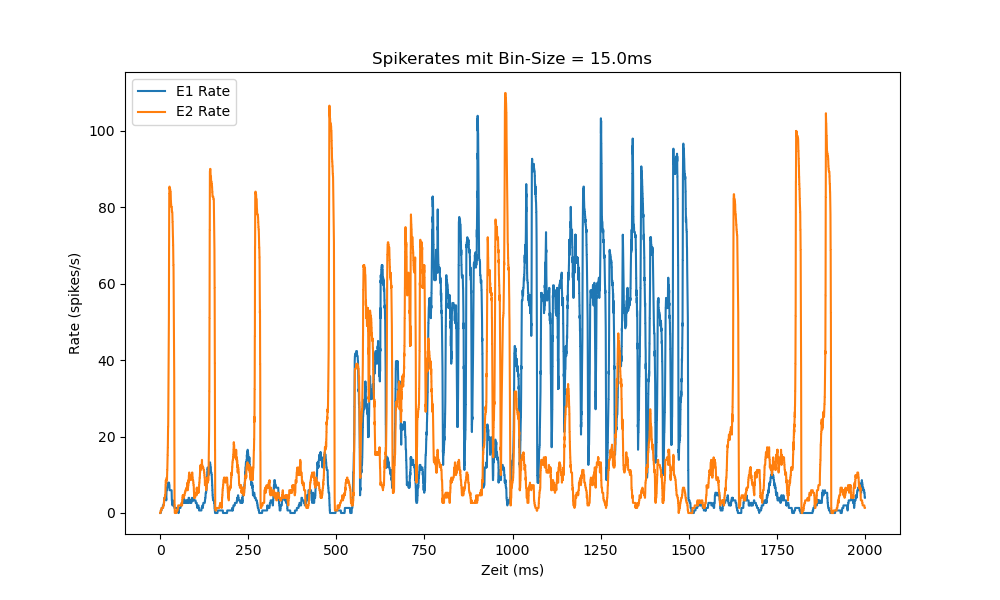 Spikerates mit Bin-Size = 15.0ms
E1 Rate
E2 Rate
100
80
60
40
20
0
Rate (spikes/s)
0 250 500 750 1000 1250 1500 1750 2000
Zeit (ms)